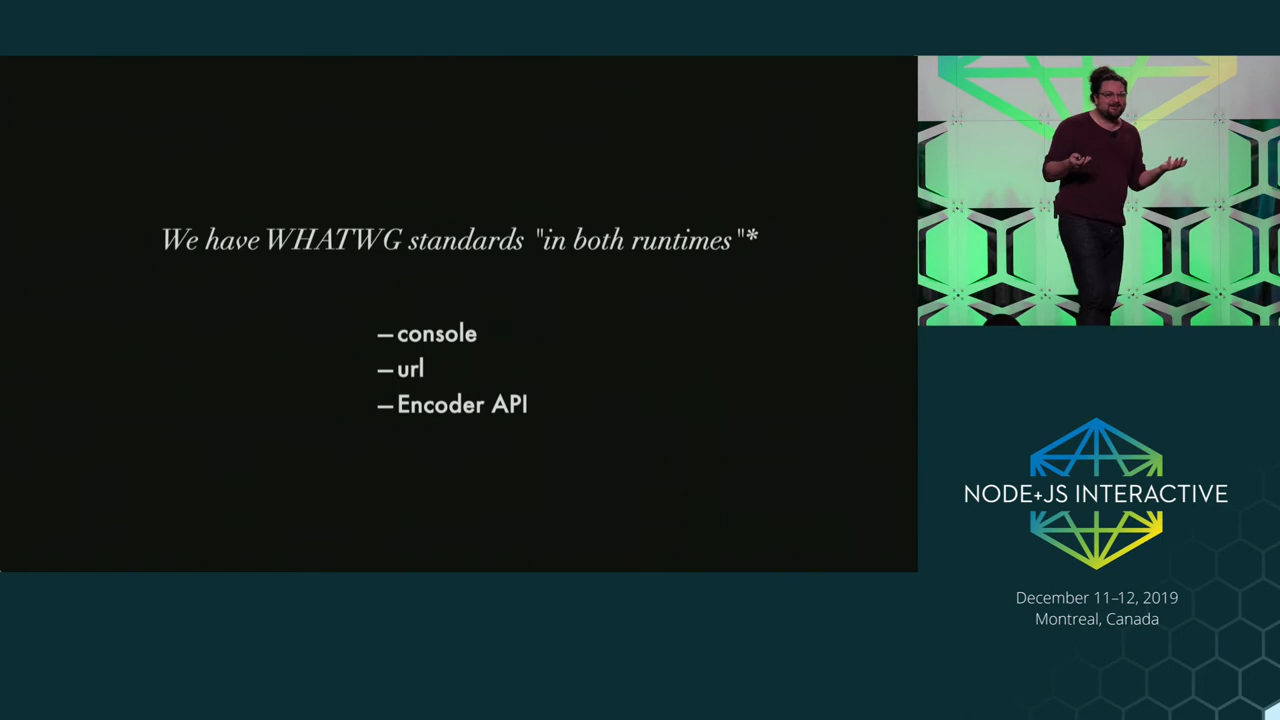 We have WHATWG standards "in both runtimes"*
— console
— url
— Encoder API
NODE+JS INTERACTIVE
December 11–12, 2019
Montreal, Canada